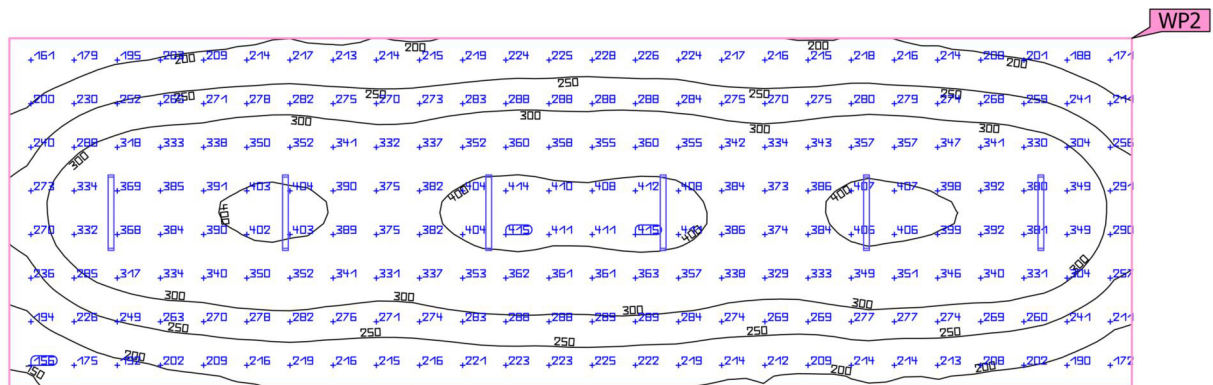 WP2
200 200
+161 +179 +195 +203 +209 +214 +217 +213 +214 +215 +219 +224 +225 +228 +226 +224 +217 +216 +215 +218 +216 +214 +208 +201 +188 +171
200 200
250
+200 +230 +252 +265 250 +271 +278 +282 +275 250 +270 +273 +283 +288 +288 +288 +288 +284 +275 250 +270 +275 +280 +279 +274 250 +268 +259 +241
300 300
300 300
+240 +288 +318 +333 +338 +350 +352 +341 +332 +337 +352 +360 +358 +355 +360 +355 +342 +334 +343 +357 +357 +347 +341 +330 +304 +256
300
+273 +334 +369 +385 +391 +403 +404 +390 +375 +382 400 +404 +414 +410 +408 +412 +408 +384 +373 +386 400 +407 +407 +398 +392 +380 +349 +291
400
+270 +332 +368 +384 +390 +402 +403 +389 +375 +382 +404 +415 +411 +411 +415 400 +386 +374 +384 +405 +406 +399 +392 +381 +349 +290
+236 +285 +317 +334 +340 +350 +352 +341 +331 +337 +353 +362 +361 +361 +363 +357 +338 +329 +333 +349 +351 +346 +340 +331 +304 300 +257
300 300 300 300
+194 +226 +249 +263 +270 +278 +282 +276 +271 +274 +283 +288 +288 +289 +289 +284 +274 +269 +269 +277 +277 +274 +269 +260 +241 +211
250 250 250 250 250
+156 +175 +192 200 +202 +209 +216 +219 +216 +215 +216 +221 +223 +223 +225 +222 +219 +214 +212 +209 +214 +214 +213 +208 +202 +190 +172
150 200 200